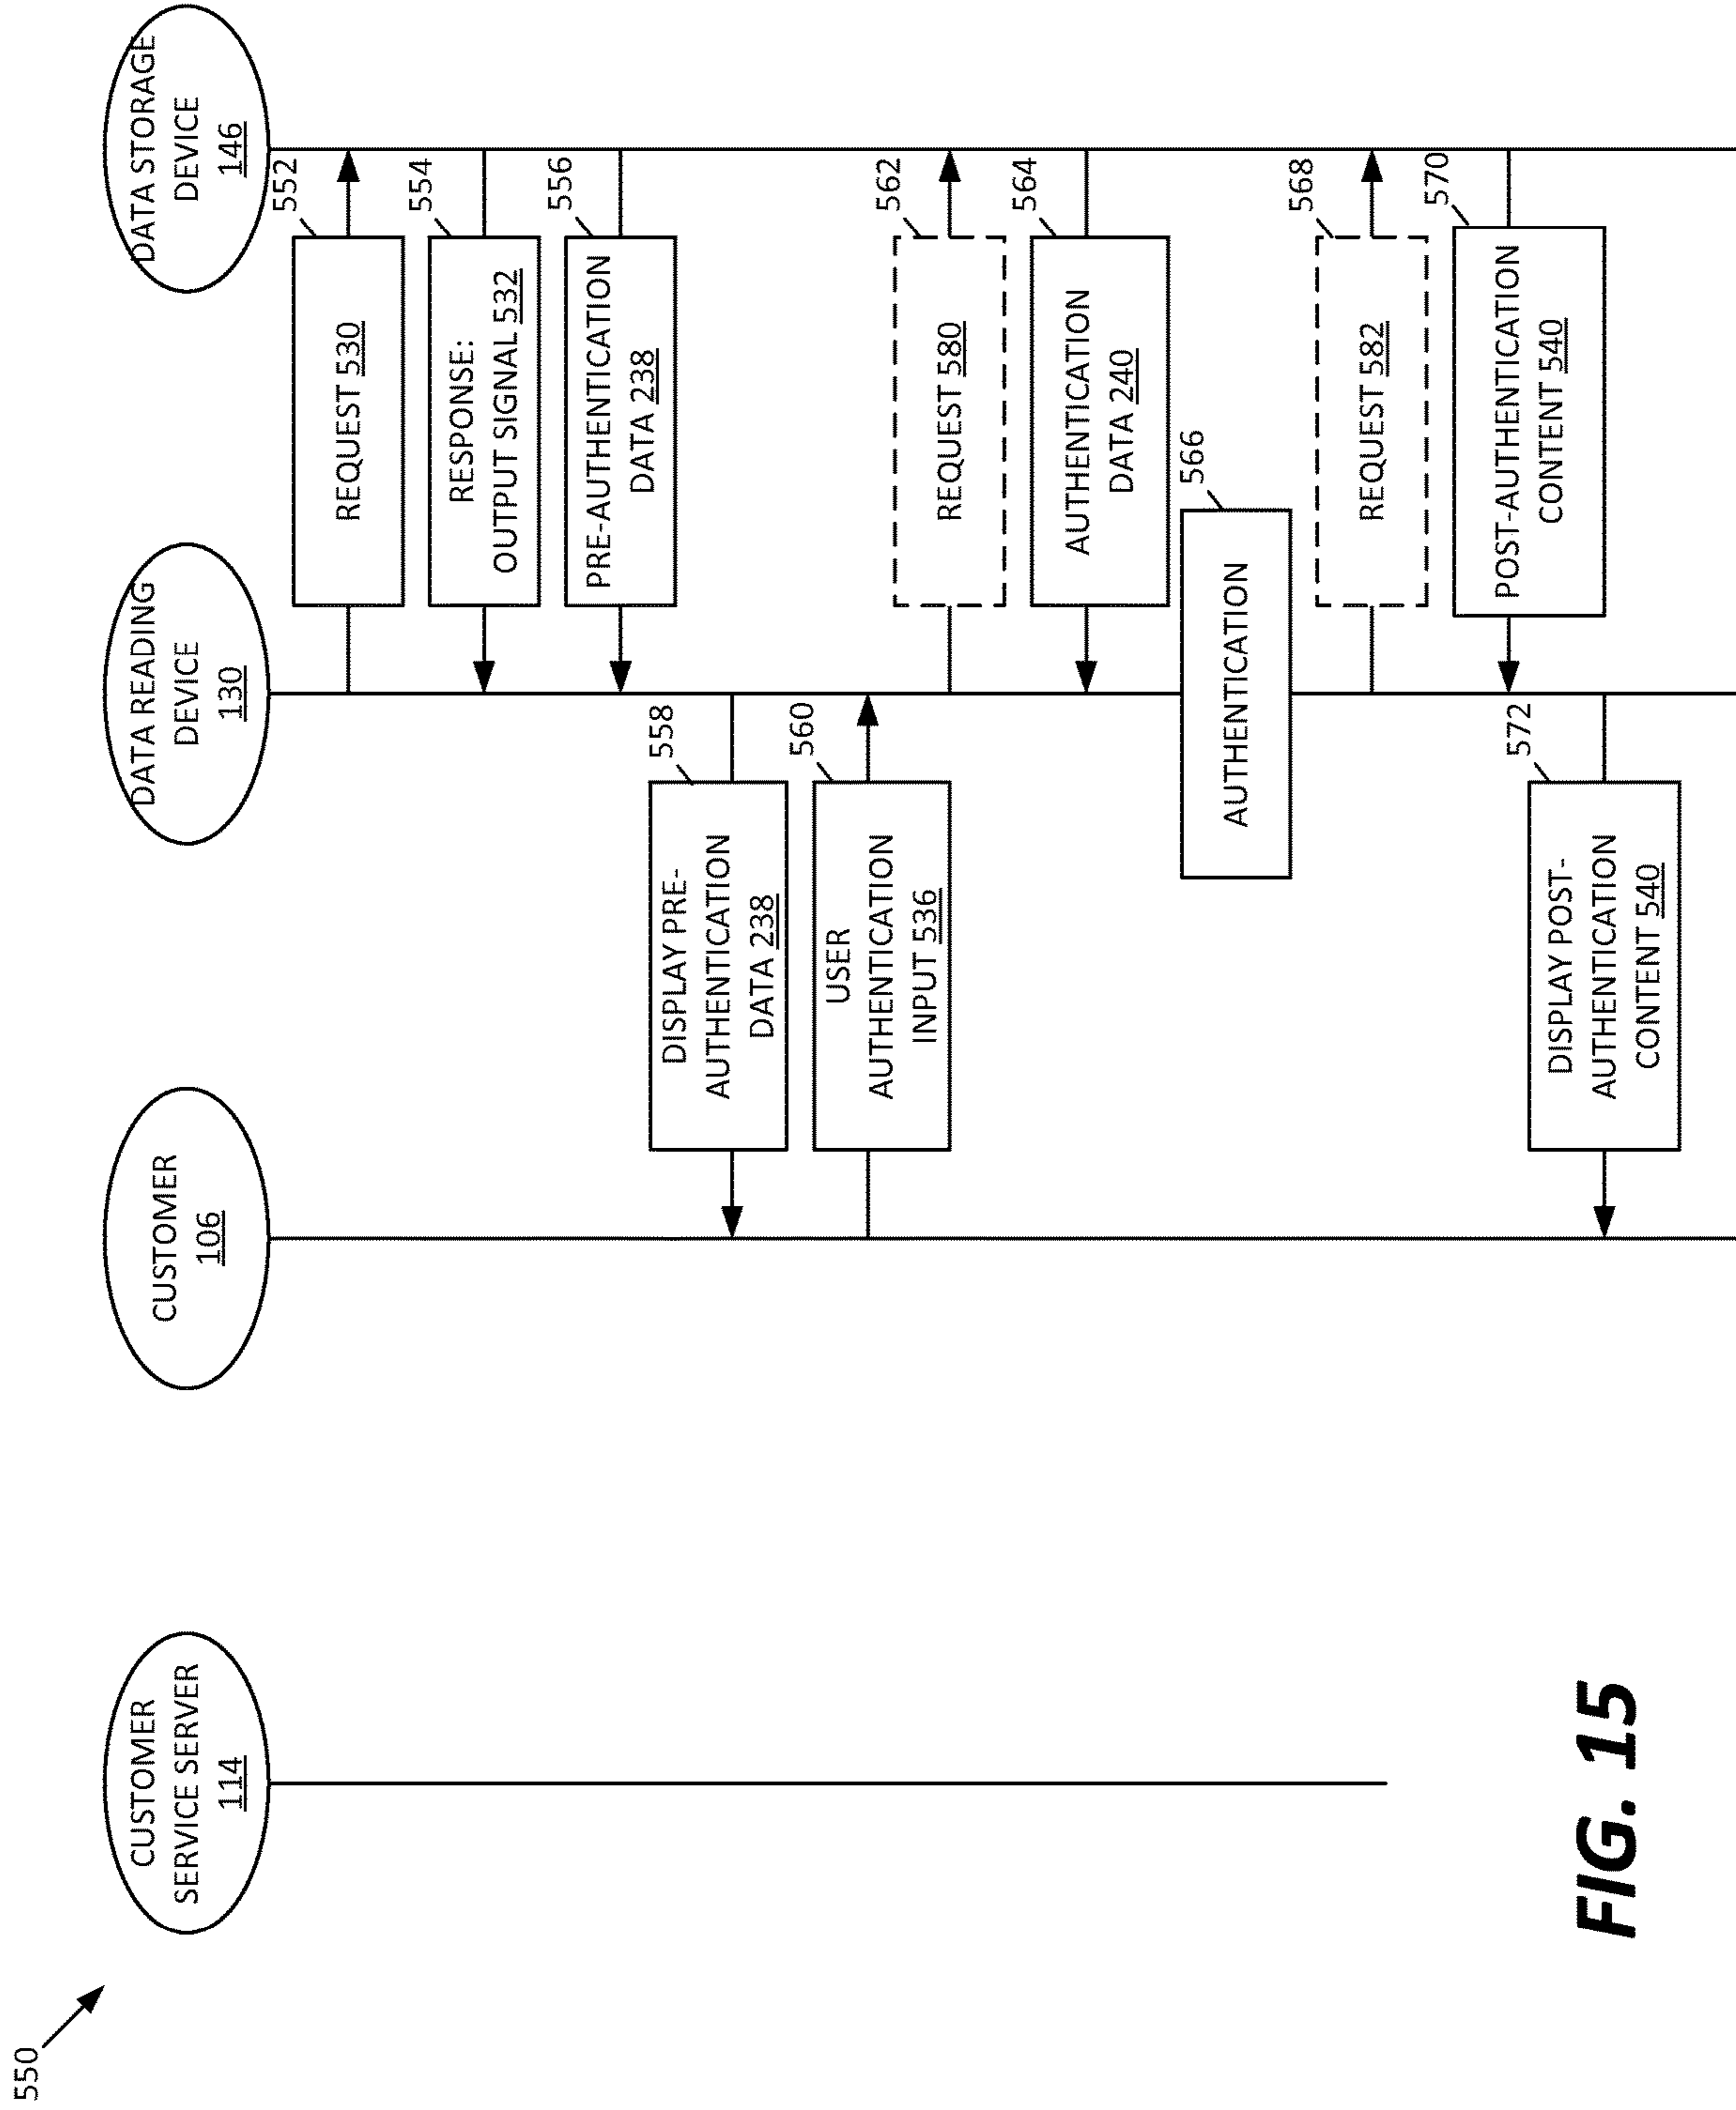 550
CUSTOMER
SERVICE SERVER
114
CUSTOMER
106
DATA READING
DEVICE
130
DATA STORAGE
DEVICE
146
552
REQUEST 530
554
RESPONSE:
OUTPUT SIGNAL 532
556
PRE-AUTHENTICATION
DATA 238
558
DISPLAY PRE-
AUTHENTICATION
DATA 238
560
USER
AUTHENTICATION
INPUT 536
562
REQUEST 580
564
AUTHENTICATION
DATA 240
566
AUTHENTICATION
568
REQUEST 582
570
POST-AUTHENTICATION
CONTENT 540
572
DISPLAY POST-
AUTHENTICATION
CONTENT 540
FIG. 15